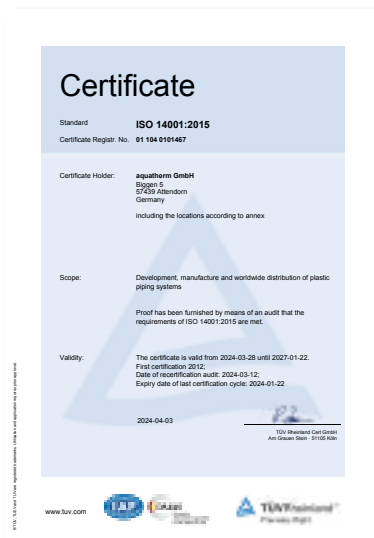 Certificate
Standard ISO 14001:2015
Certificate Registr. No. 01 104 0101467
Certificate Holder: aquatherm GmbH
Biggen 5
57439 Attendorn
Germany
including the locations according to annex
Scope: Development, manufacture and worldwide distribution of plastic
piping systems
Proof has been furnished by means of an audit that the
requirements of ISO 14001:2015 are met.
Validity: The certificate is valid from 2024-03-28 until 2027-01-22.
First certification 2012;
Date of recertification audit: 2024-03-12;
Expiry date of last certification cycle: 2024-01-22
2024-04-03
TÜV Rheinland Cert GmbH
Am Grauen Stein · 51105 Köln
www.tuv.com
TÜVRheinland
Precisely Right.